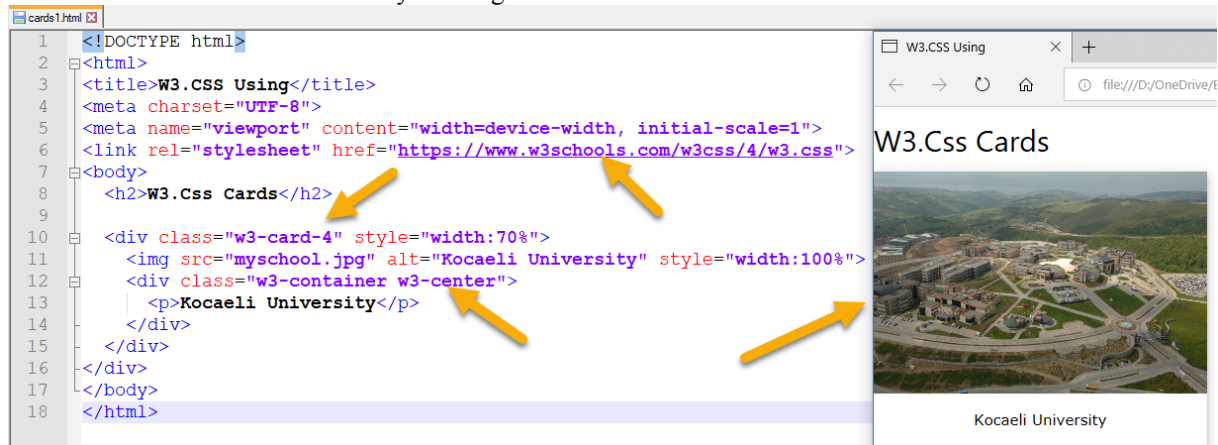 cards1.html
1 <!DOCTYPE html>
2 <html>
3 <title>W3.CSS Using</title>
4 <meta charset="UTF-8">
5 <meta name="viewport" content="width=device-width, initial-scale=1">
6 <link rel="stylesheet" href="https://www.w3schools.com/w3css/4/w3.css">
7 <body>
8 <h2>W3.Css Cards</h2>
9
10 <div class="w3-card-4" style="width:70%">
11 <img src="myschool.jpg" alt="Kocaeli University" style="width:100%">
12 <div class="w3-container w3-center">
13 <p>Kocaeli University</p>
14 </div>
15 </div>
16 </div>
17 </body>
18 </html>
W3.CSS Using
file:///D:/OneDrive/
W3.Css Cards
Kocaeli University